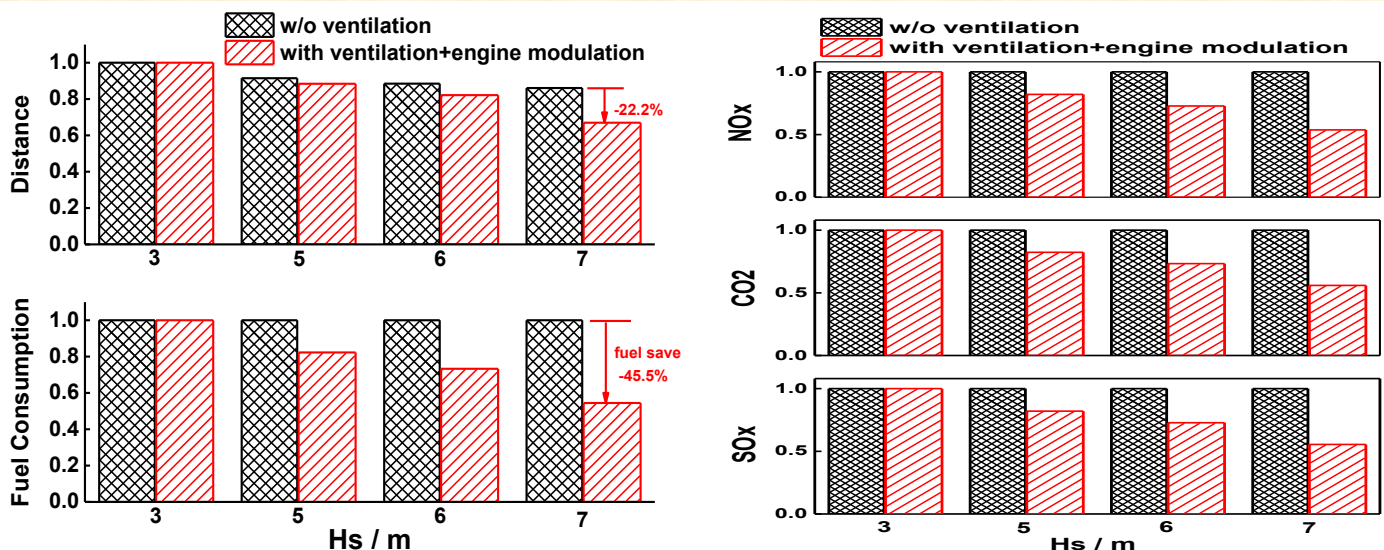 w/o ventilation
with ventilation+engine modulation
Distance
1.0
0.8
0.6
0.4
0.2
0.0
-22.2%
3 5 6 7
Fuel Consumption
1.0
0.8
0.6
0.4
0.2
0.0
fuel save
-45.5%
3 5 6 7
Hs / m
w/o ventilation
with ventilation+engine modulation
NOx
1.0
0.5
0.0
CO2
1.0
0.5
0.0
SOx
1.0
0.5
0.0
3 5 6 7
Hs / m